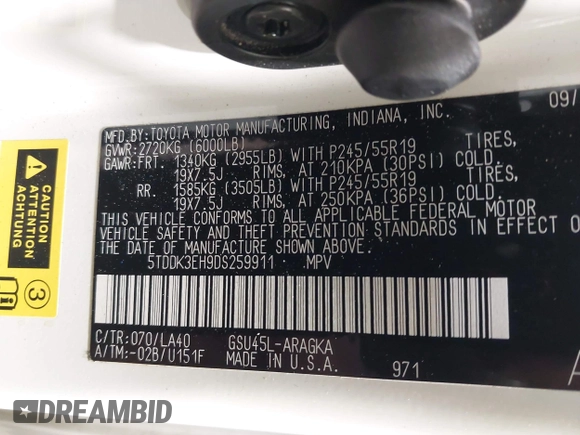 MFD.BY:TOYOTA MOTOR MANUFACTURING, INDIANA, INC. 09/
GVWR:2720KG (6000LB)
GAWR:FRT. 1340KG (2955LB) WITH P245/55R19 TIRES,
19X7.5J RIMS, AT 210KPA (30PSI) COLD.
RR. 1585KG (3505LB) WITH P245/55R19 TIRES,
19X7.5J RIMS, AT 250KPA (36PSI) COLD.
THIS VEHICLE CONFORMS TO ALL APPLICABLE FEDERAL MOTOR
VEHICLE SAFETY AND THEFT PREVENTION STANDARDS IN EFFECT O
THE DATE OF MANUFACTURE SHOWN ABOVE.
5TDDK3EH9DS259911 MPV
C/TR:070/LA40 GSU45L-ARAGKA
A/TM:-02B/U151F MADE IN U.S.A. 971
CAUTION
ATTENTION
ACHTUNG
3
DREAMBID